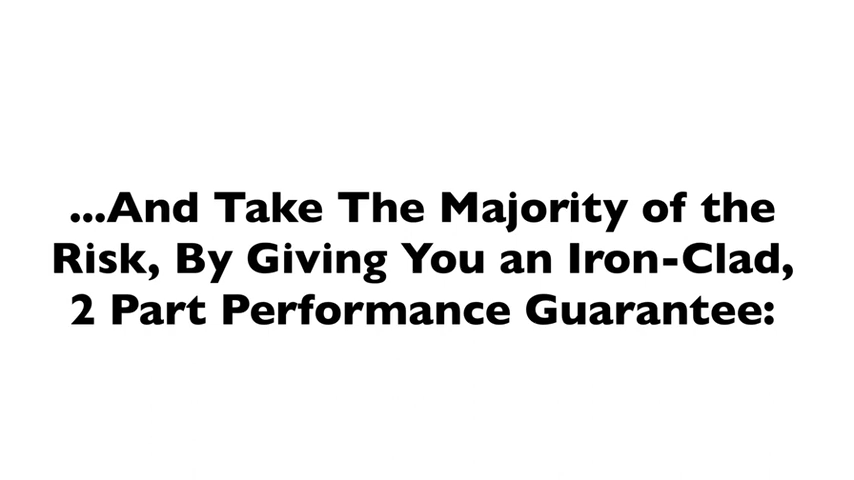 ...And Take The Majority of the
Risk, By Giving You an Iron-Clad,
2 Part Performance Guarantee: